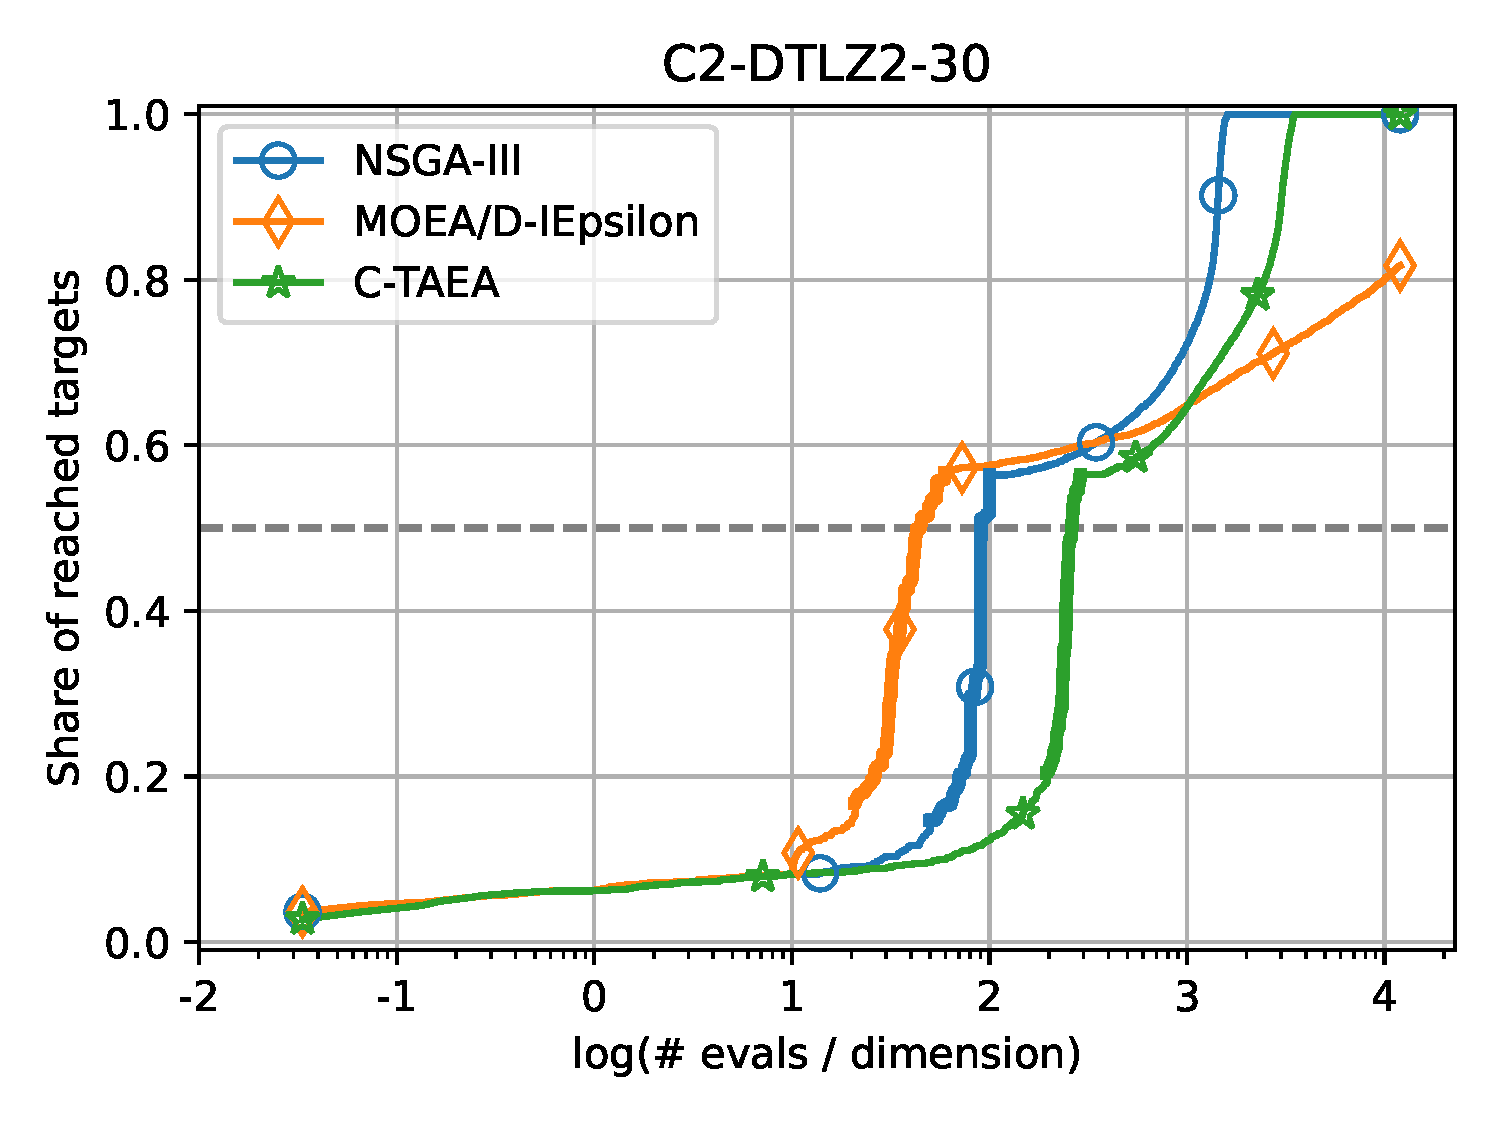 C2-DTLZ2-30
1.0
0.8
0.6
0.4
0.2
0.0
Share of reached targets
NSGA-III
MOEA/D-IEpsilon
C-TAEA
-2 -1 0 1 2 3 4
log(# evals / dimension)